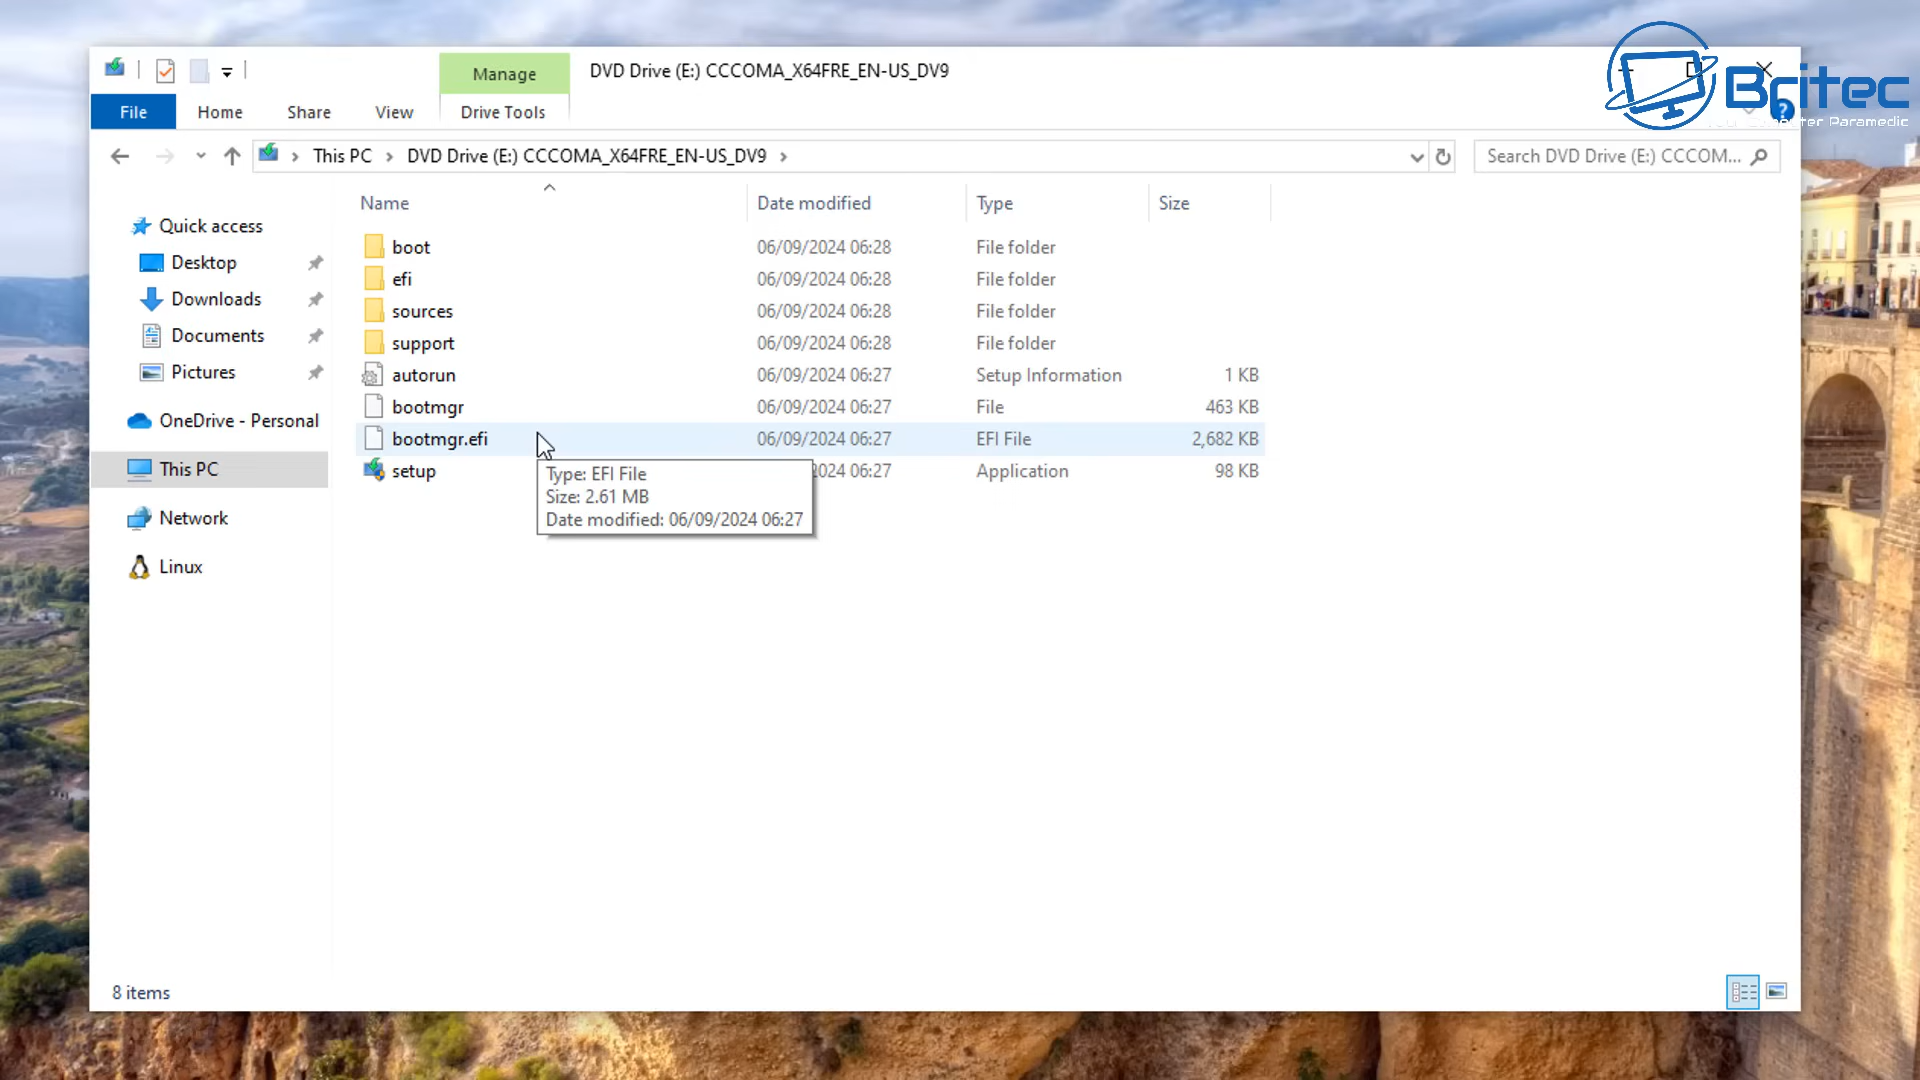 Manage
DVD Drive (E:) CCCOMA_X64FRE_EN-US_DV9
File
Home
Share
View
Drive Tools
Britec
ter Paramedic
This PC
DVD Drive (E:) CCCOMA_X64FRE_EN-US_DV9
Search DVD Drive (E:) CCCOM...
Name
Date modified
Type
Size
Quick access
Desktop
Downloads
Documents
Pictures
OneDrive - Personal
This PC
Network
Linux
boot 06/09/2024 06:28 File folder
efi 06/09/2024 06:28 File folder
sources 06/09/2024 06:28 File folder
support 06/09/2024 06:28 File folder
autorun 06/09/2024 06:27 Setup Information 1 KB
bootmgr 06/09/2024 06:27 File 463 KB
bootmgr.efi 06/09/2024 06:27 EFI File 2,682 KB
setup 2024 06:27 Application 98 KB
Type: EFI File
Size: 2.61 MB
Date modified: 06/09/2024 06:27
8 items